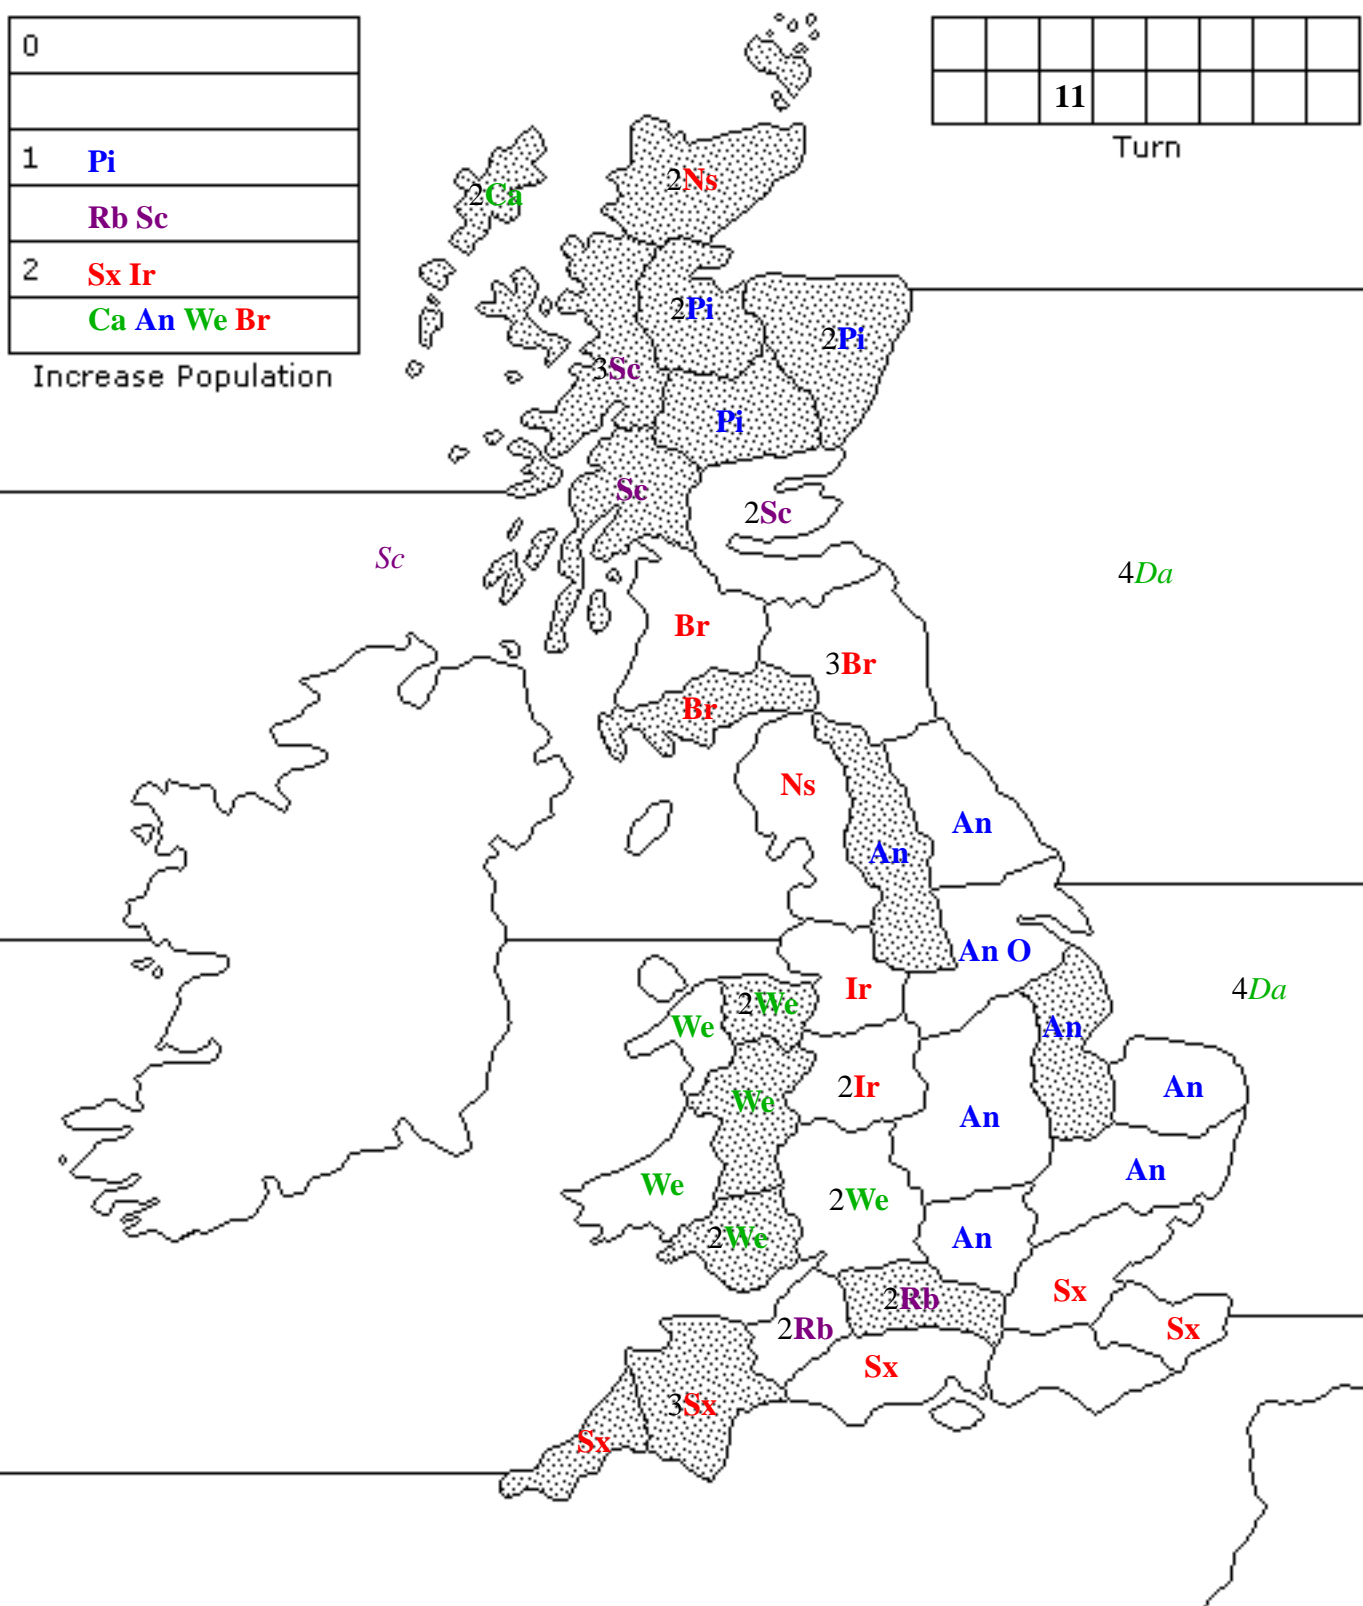 0
1 Pi
Rb Sc
2 Sx Ir
Ca An We Br
Increase Population
11
Turn
2Ns
2Ca
2Pi
2Pi
3Sc
Pi
Sc
2Sc
Sc
4Da
Br
3Br
Br
Ns
An
An
An O
Ir
4Da
2We
We
An
2Ir
An
We
An
An
We
2We
2We
An
Sx
2Rb
2Rb
Sx
Sx
3Sx
Sx